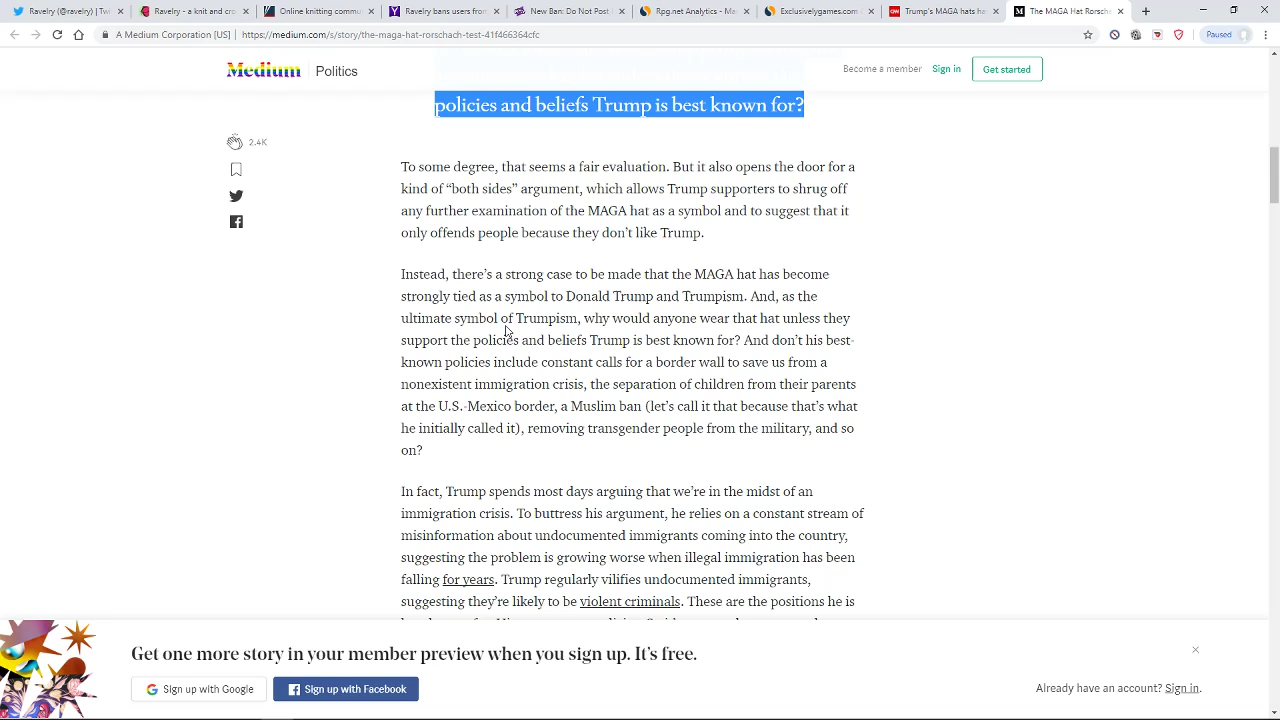 Ravelry (@ravelry) | Twi
Ravelry - a knit and cro
Online knitting commu
Ravelry bans users from
New Ban: Do Not Post
Rpg.net Analytics - Ma
Exclusivelygames.com
Trump's MAGA hats ha
The MAGA Hat Rorsch
A Medium Corporation [US] | https://medium.com/s/story/the-maga-hat-rorschach-test-41f466364cfc
Paused
Medium
Politics
Become a member
Sign in
Get started
policies and beliefs Trump is best known for?
2.4K
To some degree, that seems a fair evaluation. But it also opens the door for a
kind of “both sides” argument, which allows Trump supporters to shrug off
any further examination of the MAGA hat as a symbol and to suggest that it
only offends people because they don’t like Trump.
Instead, there’s a strong case to be made that the MAGA hat has become
strongly tied as a symbol to Donald Trump and Trumpism. And, as the
ultimate symbol of Trumpism, why would anyone wear that hat unless they
support the policies and beliefs Trump is best known for? And don’t his best-
known policies include constant calls for a border wall to save us from a
nonexistent immigration crisis, the separation of children from their parents
at the U.S.-Mexico border, a Muslim ban (let’s call it that because that’s what
he initially called it), removing transgender people from the military, and so
on?
In fact, Trump spends most days arguing that we’re in the midst of an
immigration crisis. To buttress his argument, he relies on a constant stream of
misinformation about undocumented immigrants coming into the country,
suggesting the problem is growing worse when illegal immigration has been
falling for years. Trump regularly vilifies undocumented immigrants,
suggesting they’re likely to be violent criminals. These are the positions he is
Get one more story in your member preview when you sign up. It’s free.
Sign up with Google
Sign up with Facebook
Already have an account? Sign in.